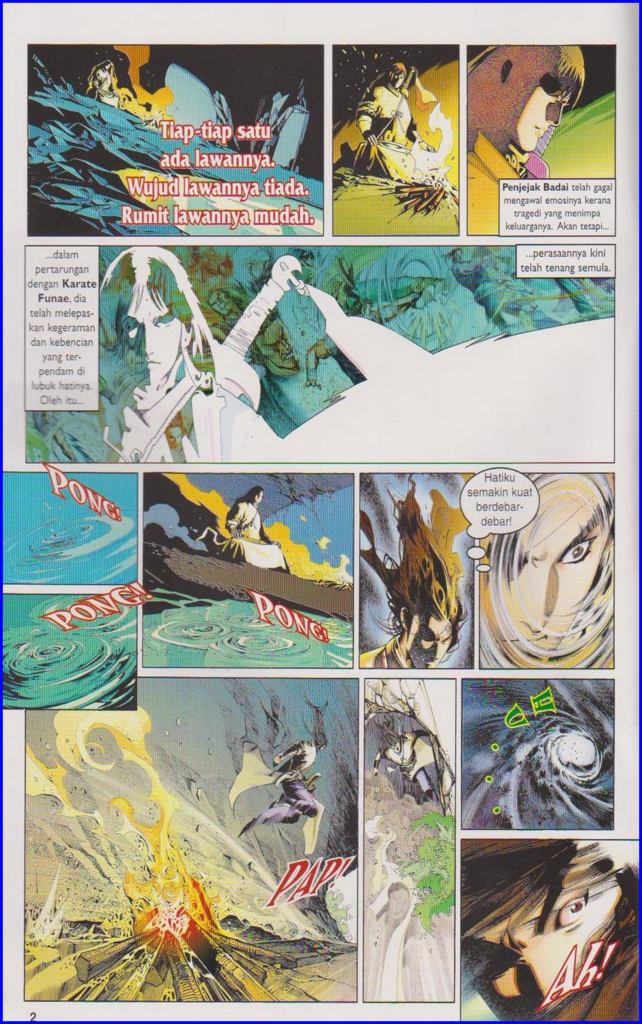 Tiap-tiap satu
ada lawannya.
Wujud lawannya tiada.
Rumit lawannya mudah.
Penjejak Badai telah gagal
mengawal emosinya kerana
tragedi yang menimpa
keluarganya. Akan tetapi...
...dalam
pertarungan
dengan Karate
Funae, dia
telah melepas-
kan kegeraman
dan kebencian
yang ter-
pendam di
lubuk hatinya.
Oleh itu...
...perasaannya kini
telah tenang semula.
PONG!
PONG!
PONG!
Hatiku
semakin kuat
berdebar-
debar!
PAP!
Ah!
2